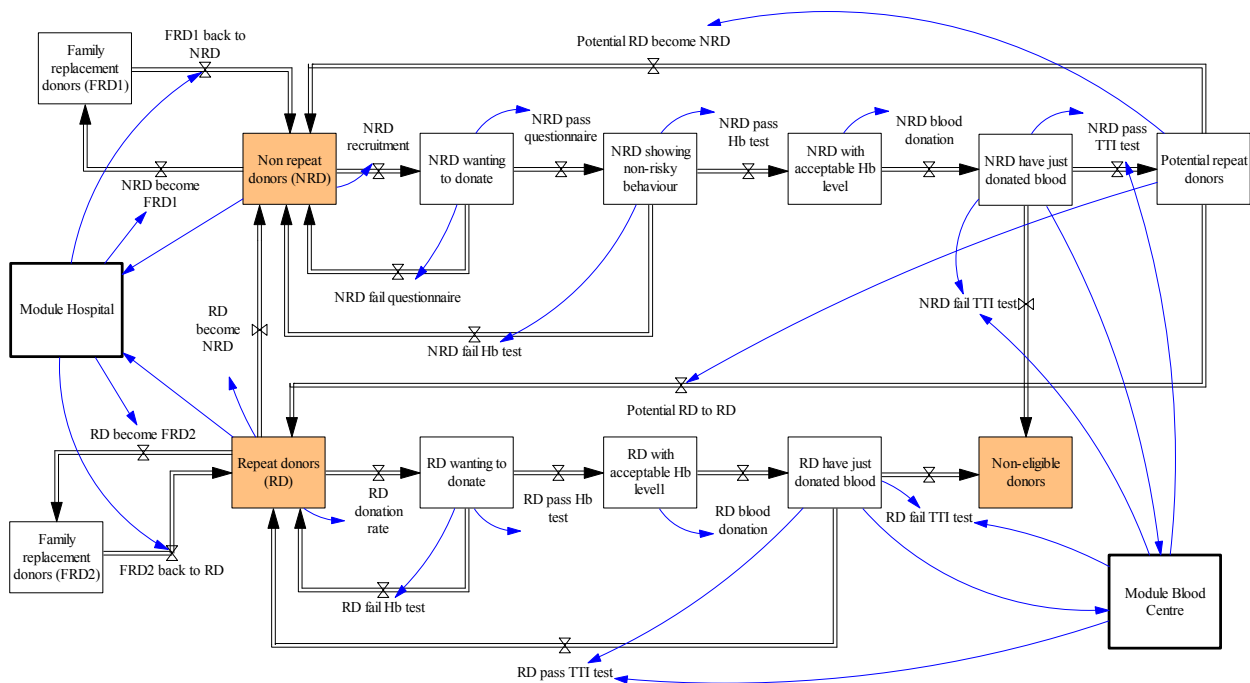 FRD1 back to
NRD
Potential RD become NRD
Family
replacement
donors (FRD1)
NRD
recruitment
NRD pass
questionnaire
NRD pass
Hb test
NRD blood
donation
NRD pass
TTI test
Non repeat
donors (NRD)
NRD wanting
to donate
NRD showing
non-risky
behaviour
NRD with
acceptable Hb
level
NRD have just
donated blood
Potential repeat
donors
NRD become
FRD1
NRD fail questionnaire
NRD fail TTI test
Module Hospital
RD
become
NRD
NRD fail Hb test
Potential RD to RD
RD become FRD2
Repeat donors
(RD)
RD wanting to
donate
RD with
acceptable Hb
level1
RD have just
donated blood
Non-eligible
donors
RD
donation
rate
RD pass Hb
test
RD blood
donation
RD fail TTI test
Family
replacement
donors (FRD2)
FRD2 back to RD
RD fail Hb test
Module Blood
Centre
RD pass TTI test